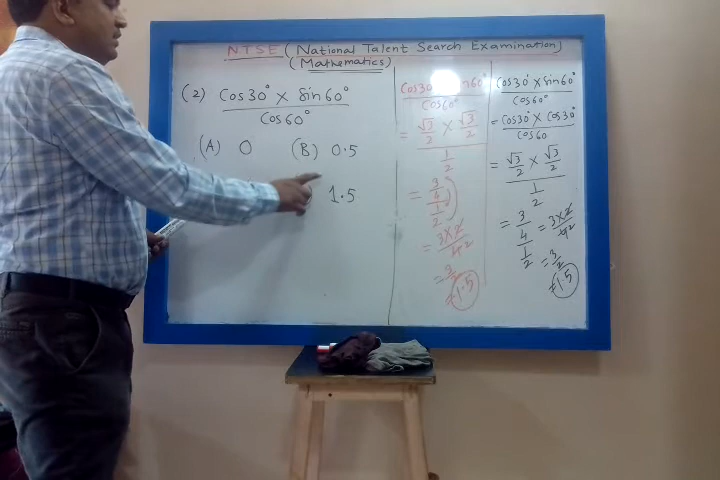 NTSE (National Talent Search Examination)
(Mathematics)
(2) Cos30° × Sin60°
Cos60°
(A) 0 (B) 0.5
1.5
Cos30 in60°
Cos60°
= √3/2 × √3/2
1/2
= 3/4
1/2
= 3×2/4 2
= 3/2
= 1.5
Cos30° × Sin60°
Cos60°
= Cos30° × Cos30°
Cos60
= √3/2 × √3/2
1/2
= 3/4 = 3×2/4 2
1/2 = 3/2
= 1.5